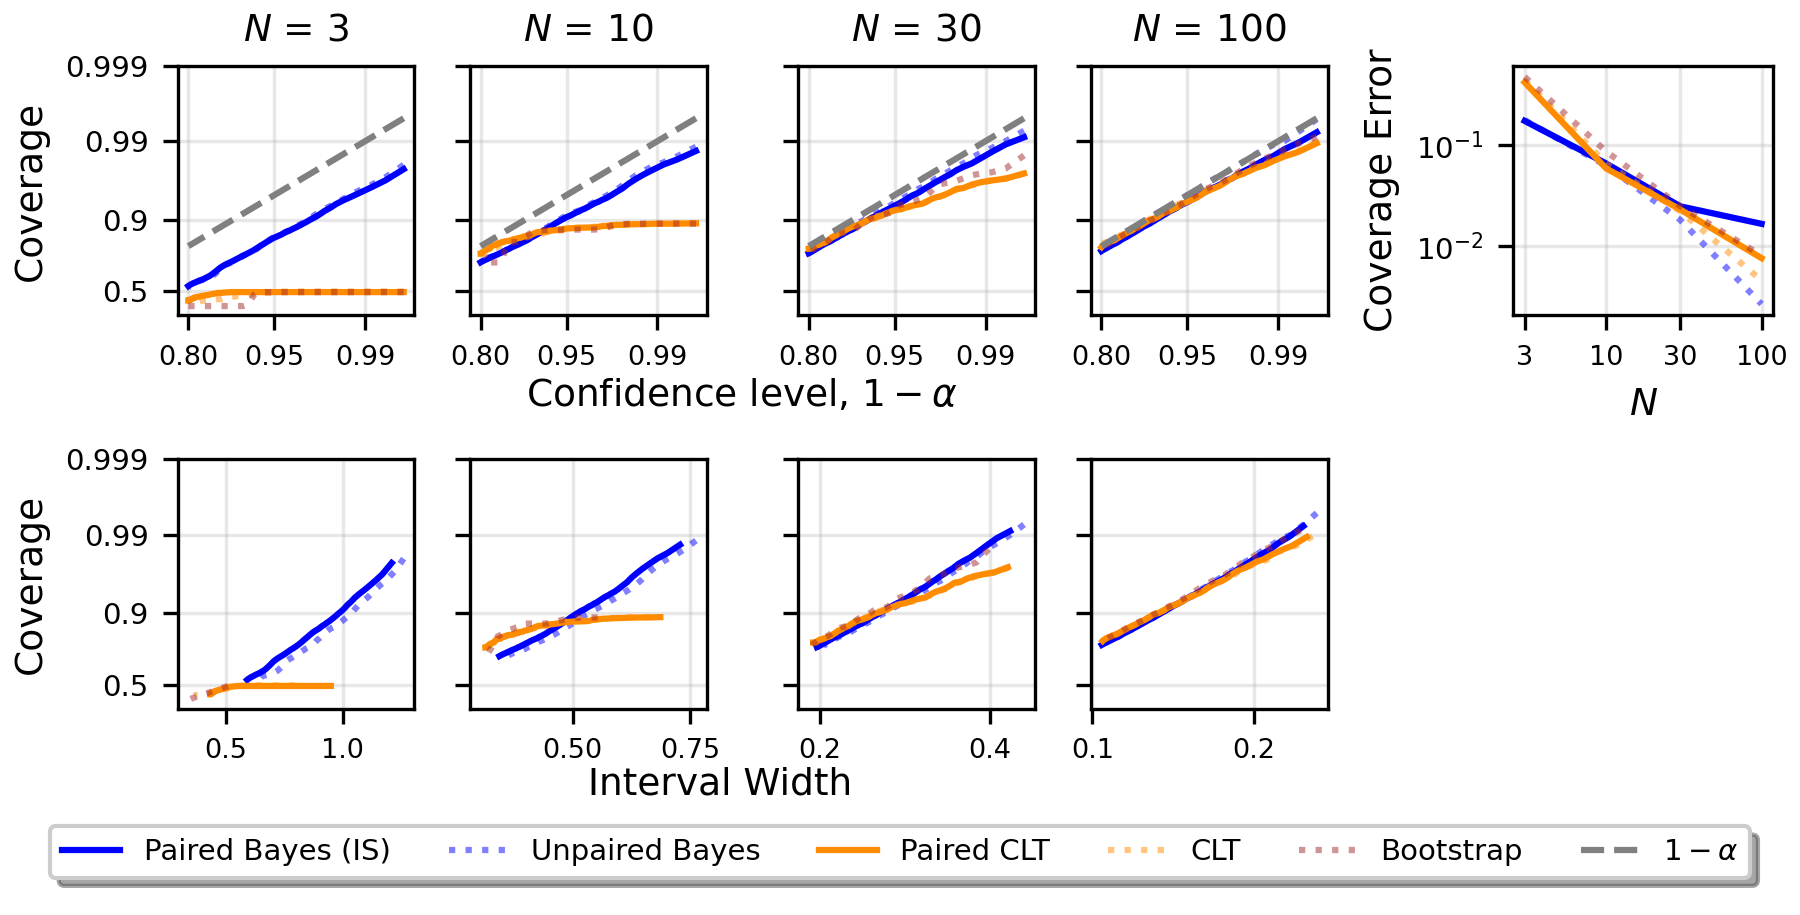 N = 3 N = 10 N = 30 N = 100
Coverage
0.999
0.99
0.9
0.5
0.80 0.95 0.99 0.80 0.95 0.99 0.80 0.95 0.99 0.80 0.95 0.99
Confidence level, 1 − α
Coverage Error
10⁻¹
10⁻²
3 10 30 100
N
Coverage
0.999
0.99
0.9
0.5
0.5 1.0 0.50 0.75 0.2 0.4 0.1 0.2
Interval Width
Paired Bayes (IS) Unpaired Bayes Paired CLT CLT Bootstrap 1 − α